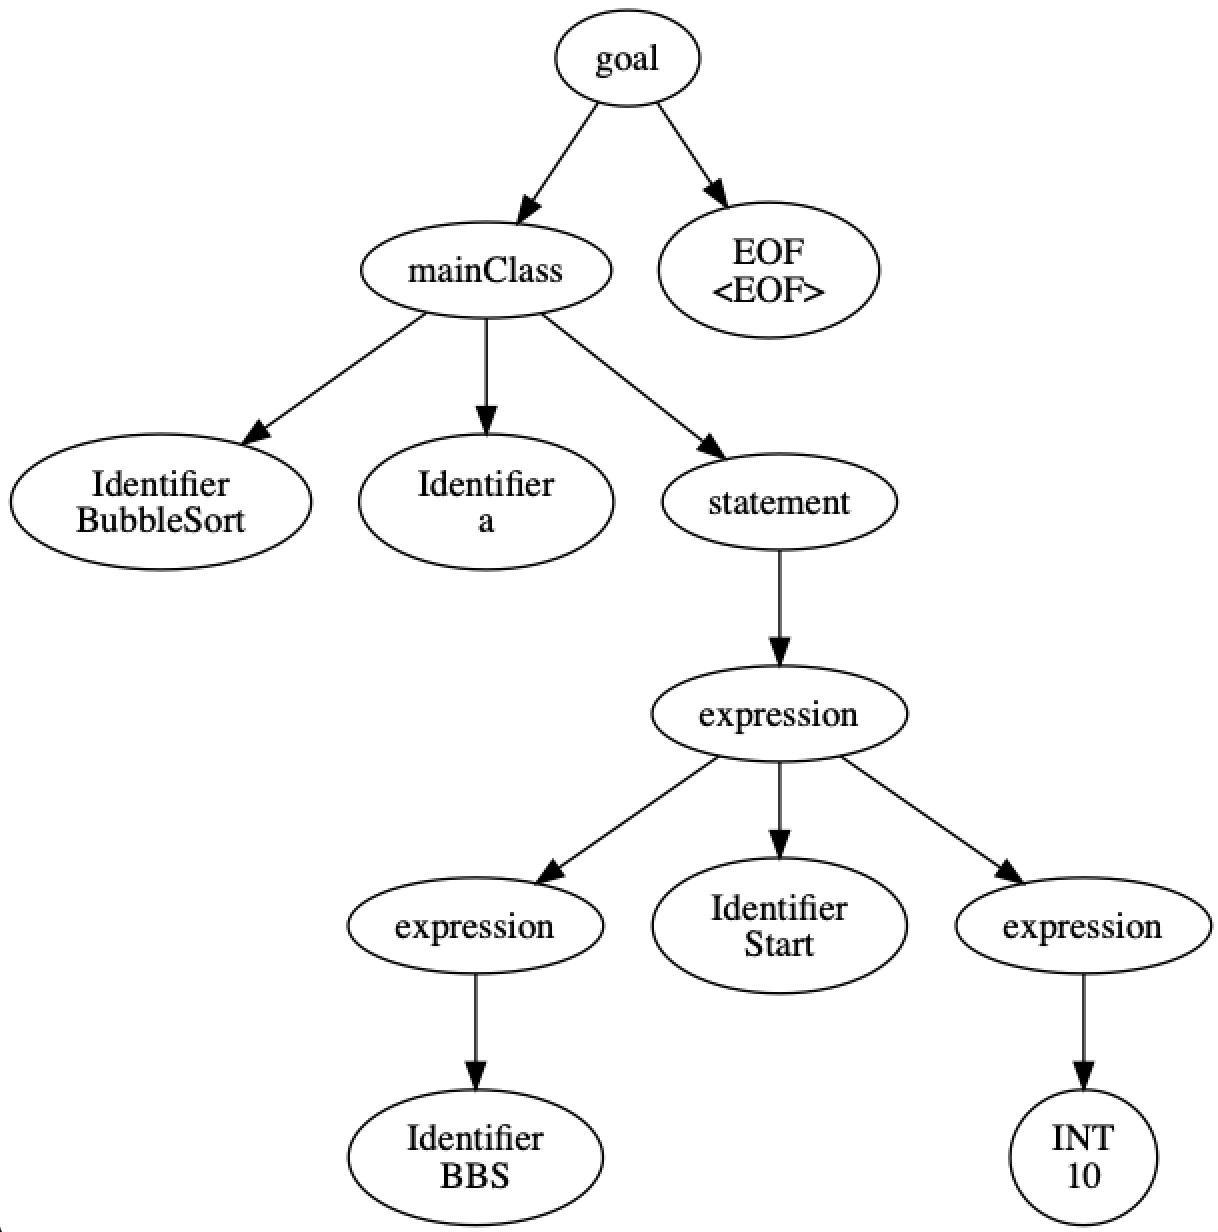 goal
mainClass
EOF
<EOF>
Identifier
BubbleSort
Identifier
a
statement
expression
expression
Identifier
Start
expression
Identifier
BBS
INT
10